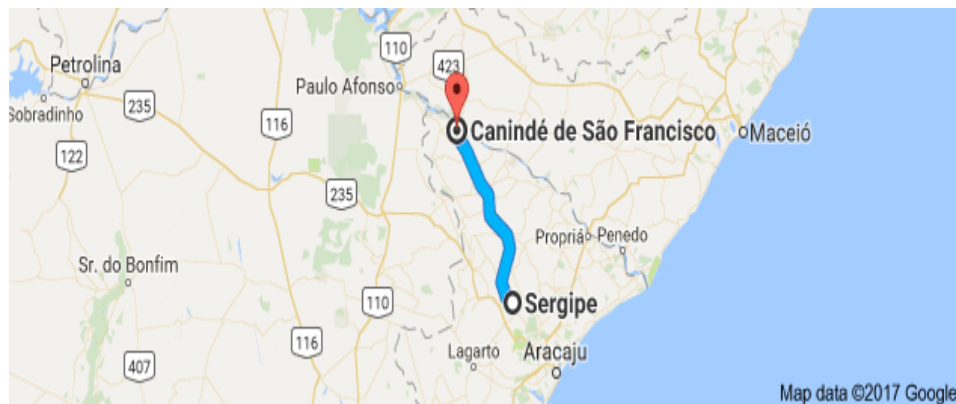 110
423
Petrolina
Paulo Afonso
Sobradinho
235
116
Canindé de São Francisco
Maceió
122
235
Propriá
Penedo
Sr. do Bonfim
110
Sergipe
116
Lagarto
Aracaju
407
Map data ©2017 Google